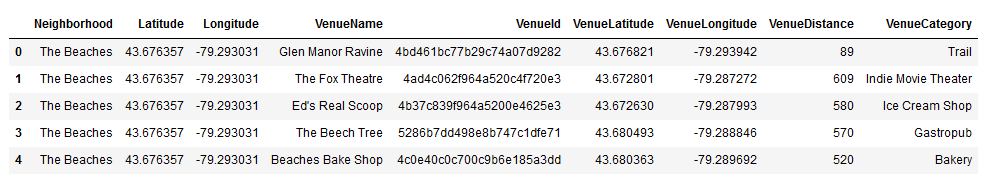 Neighborhood Latitude Longitude VenueName VenueId VenueLatitude VenueLongitude VenueDistance VenueCategory
0 The Beaches 43.676357 -79.293031 Glen Manor Ravine 4bd461bc77b29c74a07d9282 43.676821 -79.293942 89 Trail
1 The Beaches 43.676357 -79.293031 The Fox Theatre 4ad4c062f964a520c4f720e3 43.672801 -79.287272 609 Indie Movie Theater
2 The Beaches 43.676357 -79.293031 Ed's Real Scoop 4b37c839f964a5200e4625e3 43.672630 -79.287993 580 Ice Cream Shop
3 The Beaches 43.676357 -79.293031 The Beech Tree 5286b7dd498e8b747c1dfe71 43.680493 -79.288846 570 Gastropub
4 The Beaches 43.676357 -79.293031 Beaches Bake Shop 4c0e40c0c700c9b6e185a3dd 43.680363 -79.289692 520 Bakery